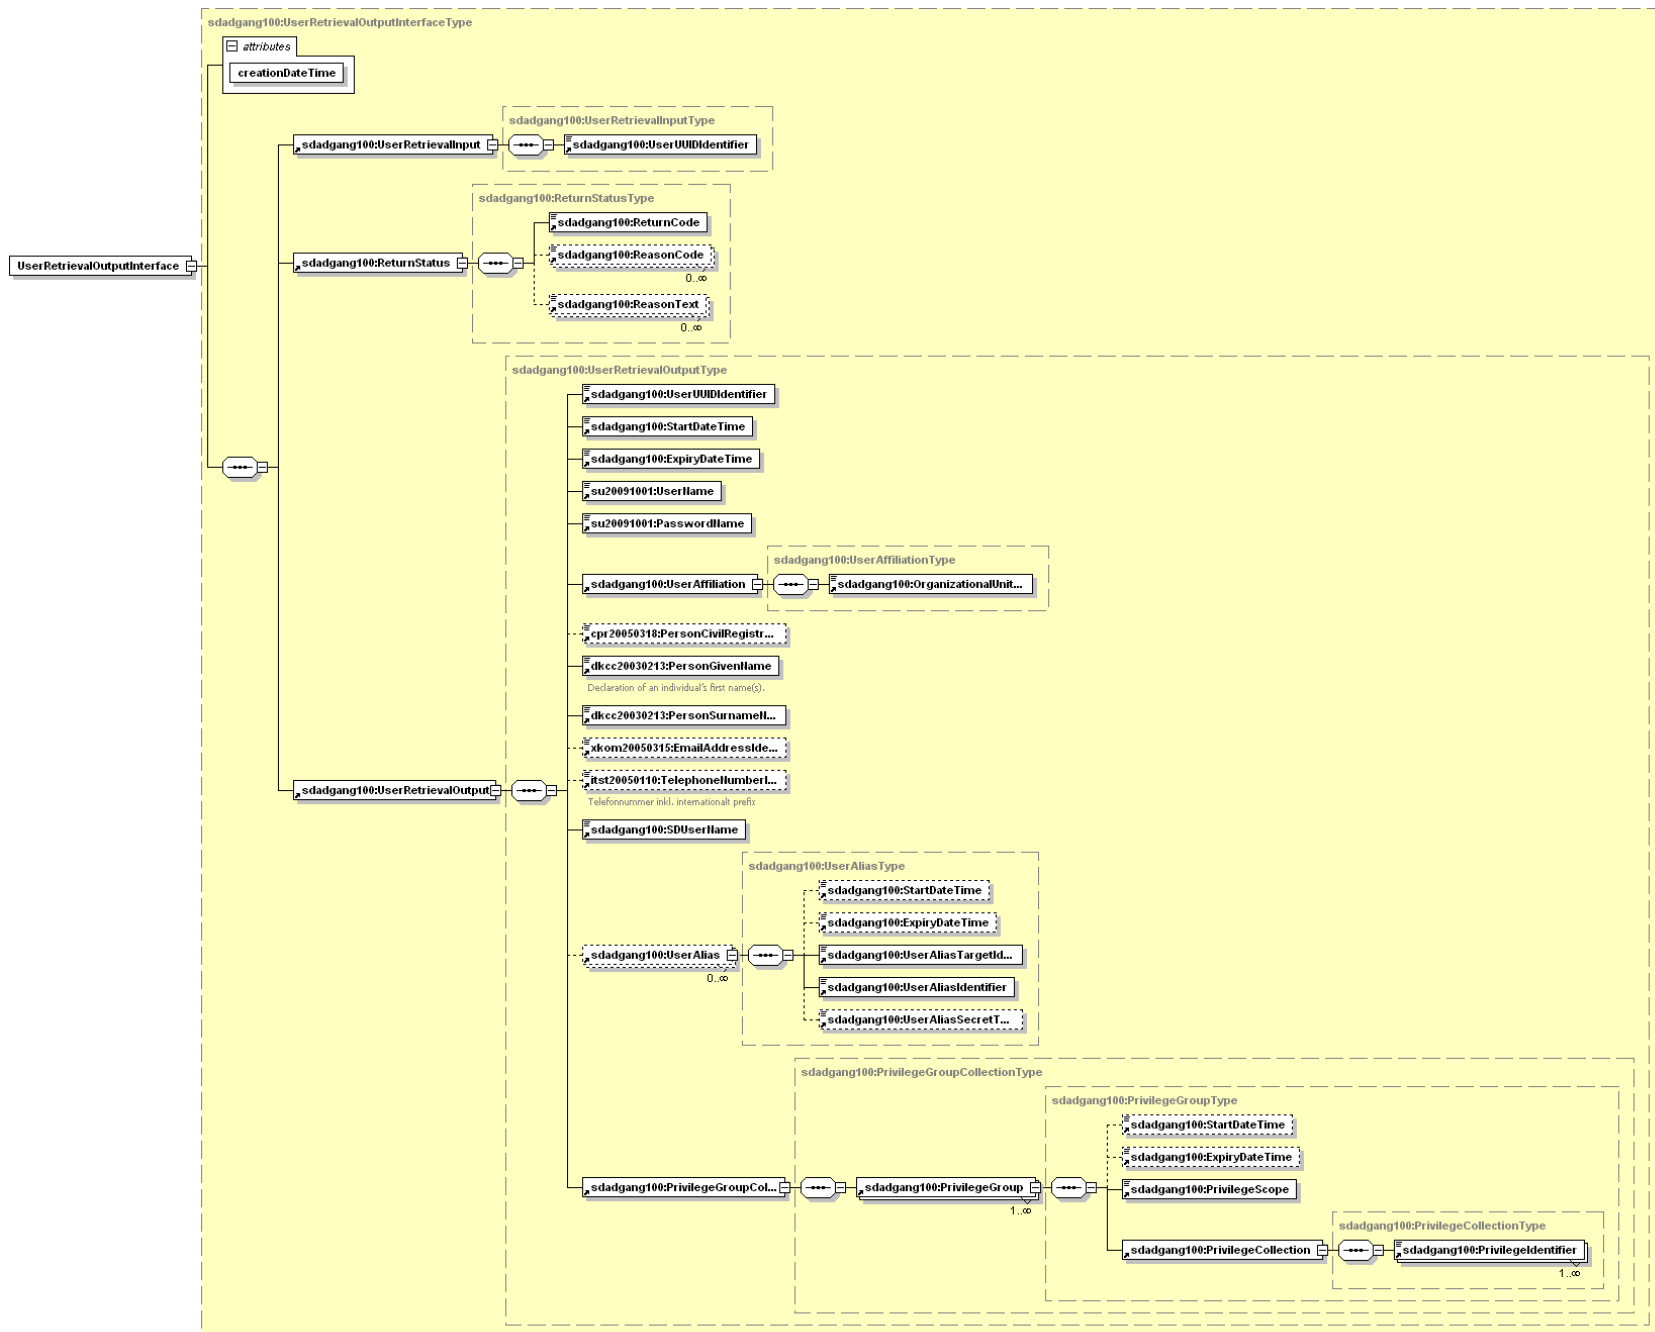 sdadgang100:UserRetrievalOutputInterfaceType
attributes
creationDateTime
sdadgang100:UserRetrievalInputType
sdadgang100:UserRetrievalInput
sdadgang100:UserUUIDIdentifier
sdadgang100:ReturnStatusType
sdadgang100:ReturnCode
sdadgang100:ReasonCode
UserRetrievalOutputInterface
sdadgang100:ReturnStatus
0..∞
sdadgang100:ReasonText
0..∞
sdadgang100:UserRetrievalOutputType
sdadgang100:UserUUIDIdentifier
sdadgang100:StartDateTime
sdadgang100:ExpiryDateTime
su20091001:UserName
su20091001:PasswordName
sdadgang100:UserAffiliationType
sdadgang100:UserAffiliation
sdadgang100:OrganizationalUnit...
cpr20050318:PersonCivilRegistr...
dkcc20030213:PersonGivenName
Declaration of an individual's first name(s).
dkcc20030213:PersonSurnameN...
xkom20050315:EmailAddressIde...
itst20050110:TelephoneNumberI...
sdadgang100:UserRetrievalOutput
Telefonnummer inkl. internationalt prefix
sdadgang100:SDUserName
sdadgang100:UserAliasType
sdadgang100:StartDateTime
sdadgang100:ExpiryDateTime
sdadgang100:UserAlias
0..∞
sdadgang100:UserAliasTargetId...
sdadgang100:UserAliasIdentifier
sdadgang100:UserAliasSecretT...
sdadgang100:PrivilegeGroupCollectionType
sdadgang100:PrivilegeGroupType
sdadgang100:StartDateTime
sdadgang100:ExpiryDateTime
sdadgang100:PrivilegeGroupCol...
sdadgang100:PrivilegeGroup
1..∞
sdadgang100:PrivilegeScope
sdadgang100:PrivilegeCollectionType
sdadgang100:PrivilegeCollection
sdadgang100:PrivilegeIdentifier
1..∞